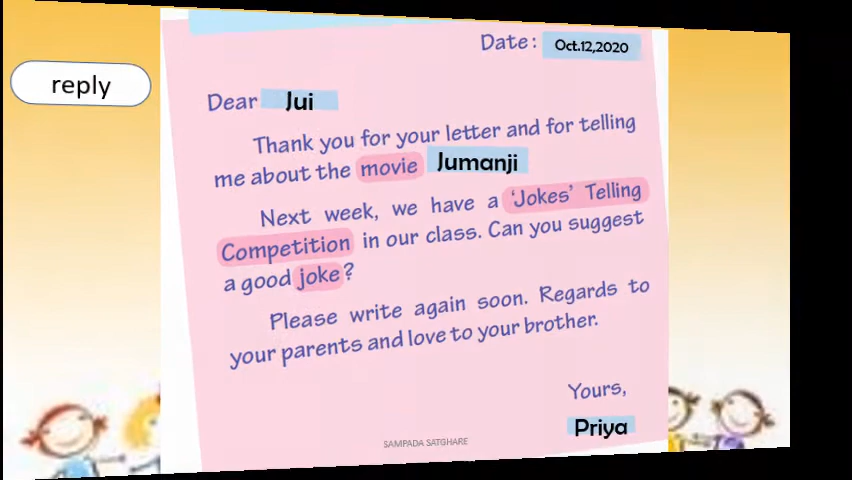 reply
Date: Oct.12,2020
Dear Jui
Thank you for your letter and for telling
me about the movie Jumanji
Next week, we have a ‘Jokes’ Telling
Competition in our class. Can you suggest
a good joke?
Please write again soon. Regards to
your parents and love to your brother.
Yours,
Priya
SAMPADA SATGHARE